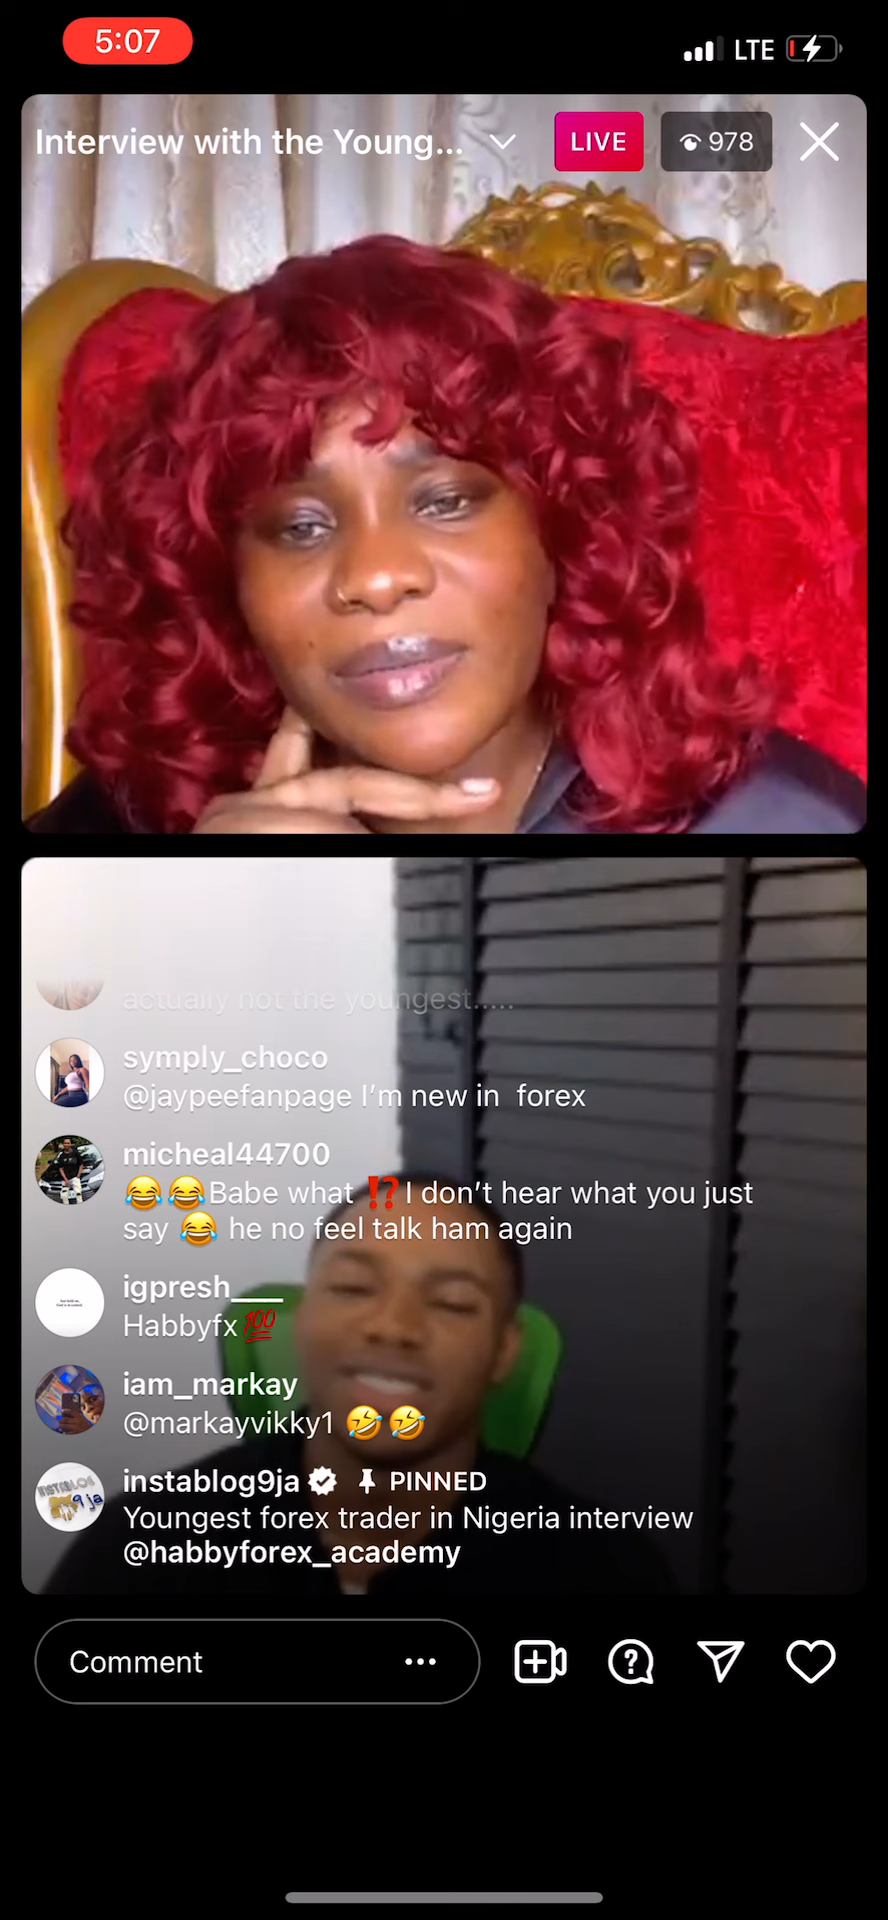 5:07
LTE
Interview with the Young...
LIVE
978
actually not the youngest.....
symply_choco
@jaypeefanpage I'm new in forex
micheal44700
😂😂Babe what ⁉️I don't hear what you just
say 😂 he no feel talk ham again
igpresh___
Habbyfx💯
iam_markay
@markayvikky1 🤣🤣
instablog9ja PINNED
Youngest forex trader in Nigeria interview
@habbyforex_academy
Comment